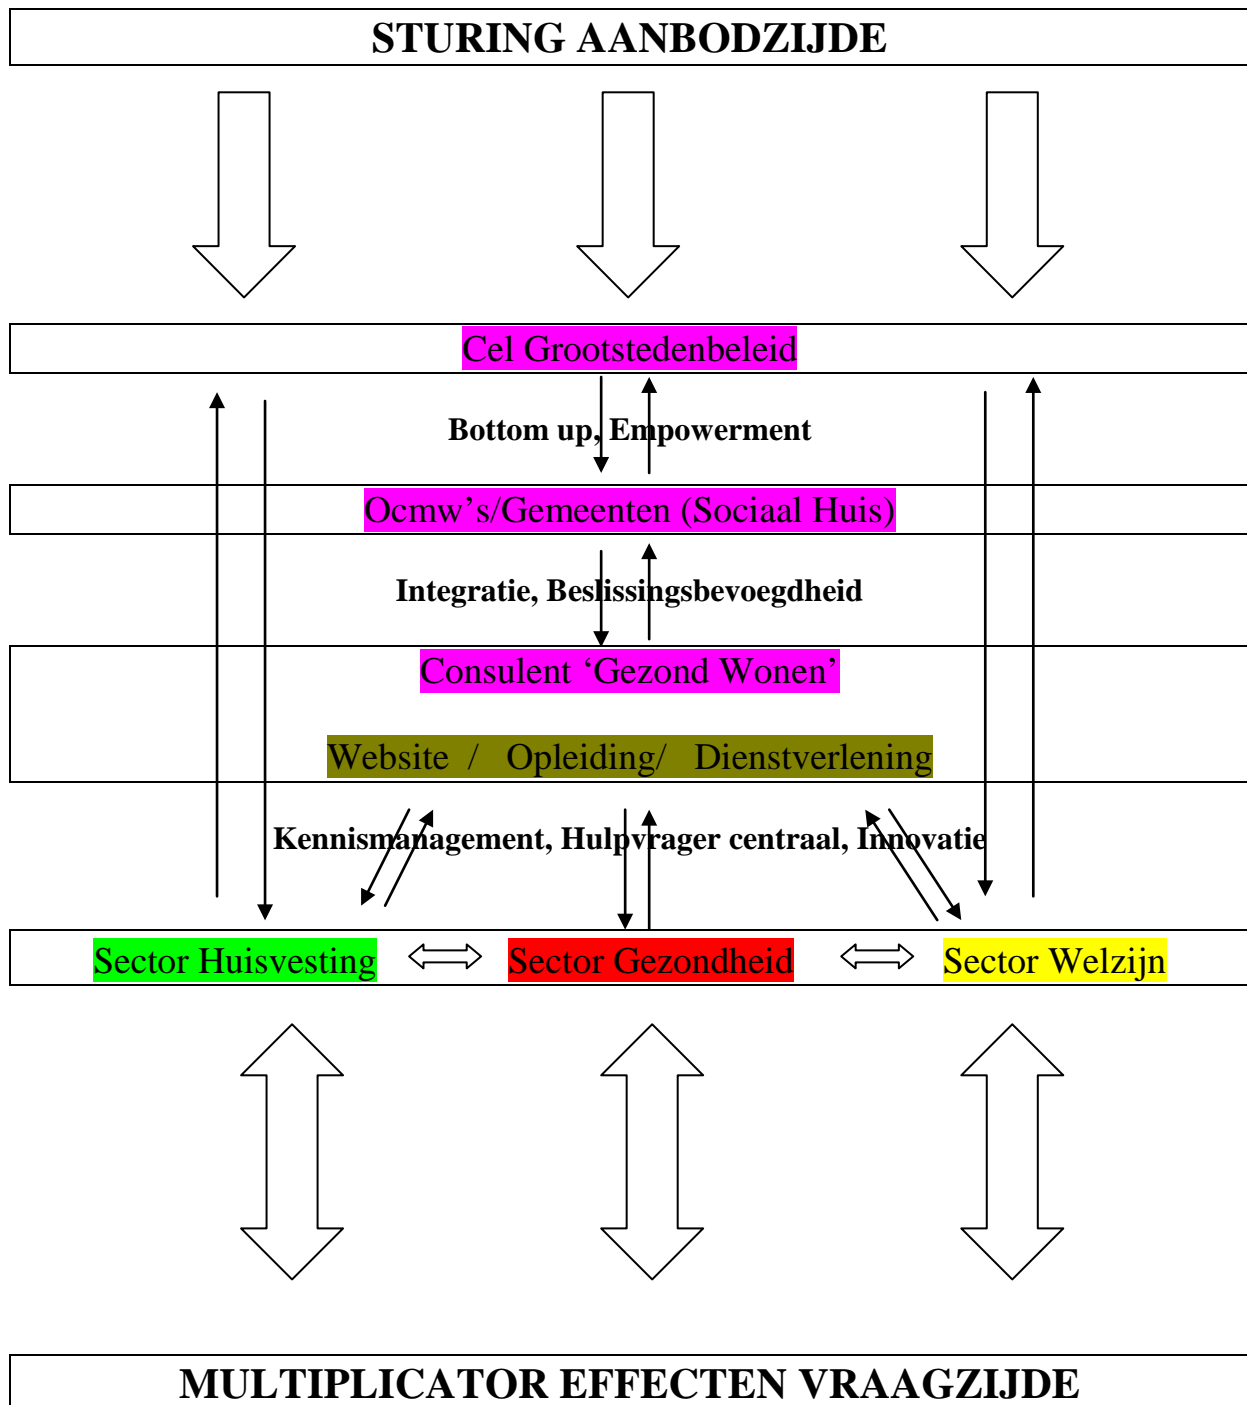 STURING AANBODZIJDE
Cel Grootstedenbeleid
Bottom up, Empowerment
Ocmw's/Gemeenten (Sociaal Huis)
Integratie, Beslissingsbevoegdheid
Consulent ‘Gezond Wonen’
Website / Opleiding/ Dienstverlening
Kennismanagement, Hulpvrager centraal, Innovatie
Sector Huisvesting Sector Gezondheid Sector Welzijn
MULTIPLICATOR EFFECTEN VRAAGZIJDE